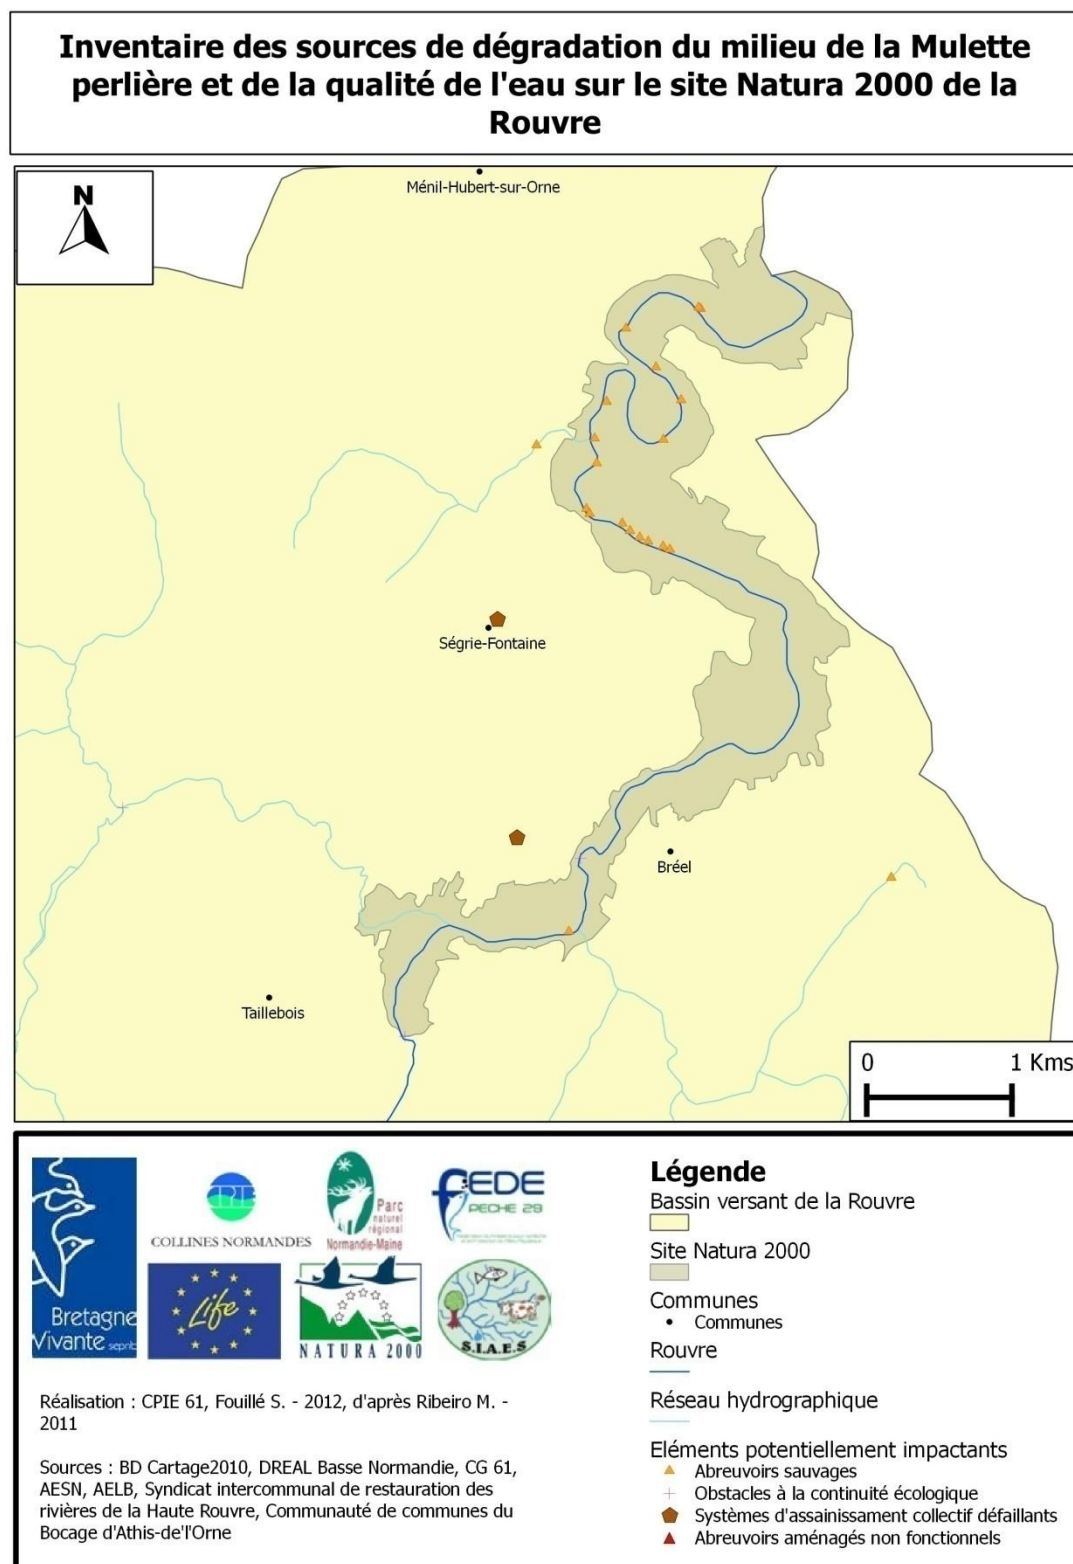 Inventaire des sources de dégradation du milieu de la Mulette
perlière et de la qualité de l'eau sur le site Natura 2000 de la
Rouvre
Ménil-Hubert-sur-Orne
N
Ségrie-Fontaine
Bréel
Taillebois
0 1 Kms
Bretagne
Vivante sepnb
CPIE
COLLINES NORMANDES
Parc
naturel
régional
Normandie-Maine
FEDE
PECHE 29
Life
NATURA 2000
S.I.A.E.S
Réalisation : CPIE 61, Fouillé S. - 2012, d'après Ribeiro M. -
2011
Sources : BD Cartage2010, DREAL Basse Normandie, CG 61,
AESN, AELB, Syndicat intercommunal de restauration des
rivières de la Haute Rouvre, Communauté de communes du
Bocage d'Athis-de'l'Orne
Légende
Bassin versant de la Rouvre
Site Natura 2000
Communes
Communes
Rouvre
Réseau hydrographique
Eléments potentiellement impactants
Abreuvoirs sauvages
Obstacles à la continuité écologique
Systèmes d'assainissament collectif défaillants
Abreuvoirs aménagés non fonctionnels